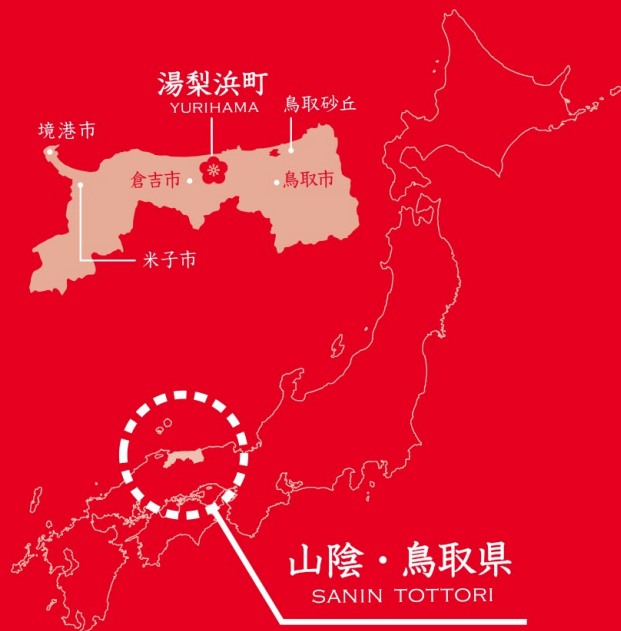 湯梨浜町
YURIHAMA
鳥取砂丘
境港市
倉吉市
鳥取市
米子市
山陰・鳥取県
SANIN TOTTORI